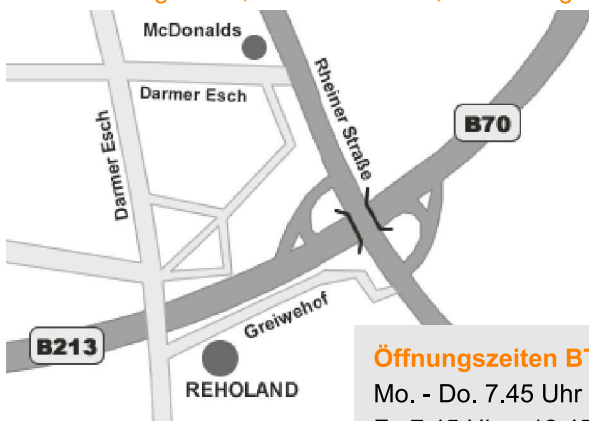 McDonalds
Darmer Esch
Rheiner Straße
B70
Darmer Esch
Greiwehof
B213
REHOLAND
Öffnungszeiten
Mo. - Do. 7.45 Uhr